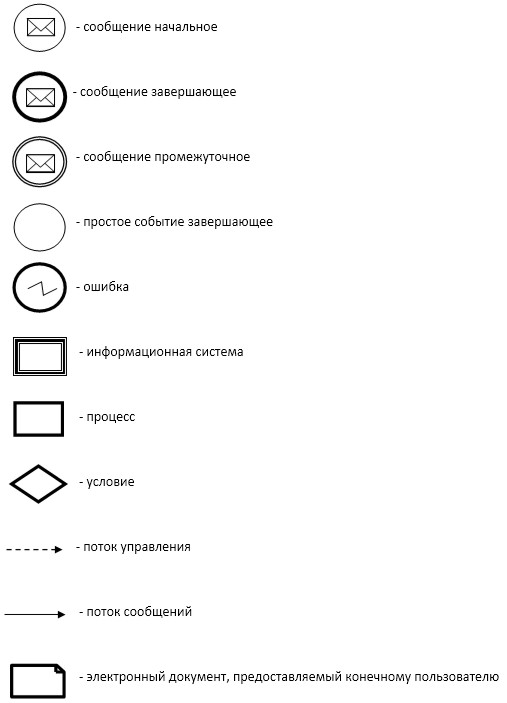 - сообщение начальное
- сообщение завершающее
- сообщение промежуточное
- простое событие завершающее
- ошибка
- информационная система
- процесс
- условие
- поток управления
- поток сообщений
- электронный документ, предоставляемый конечному пользователю